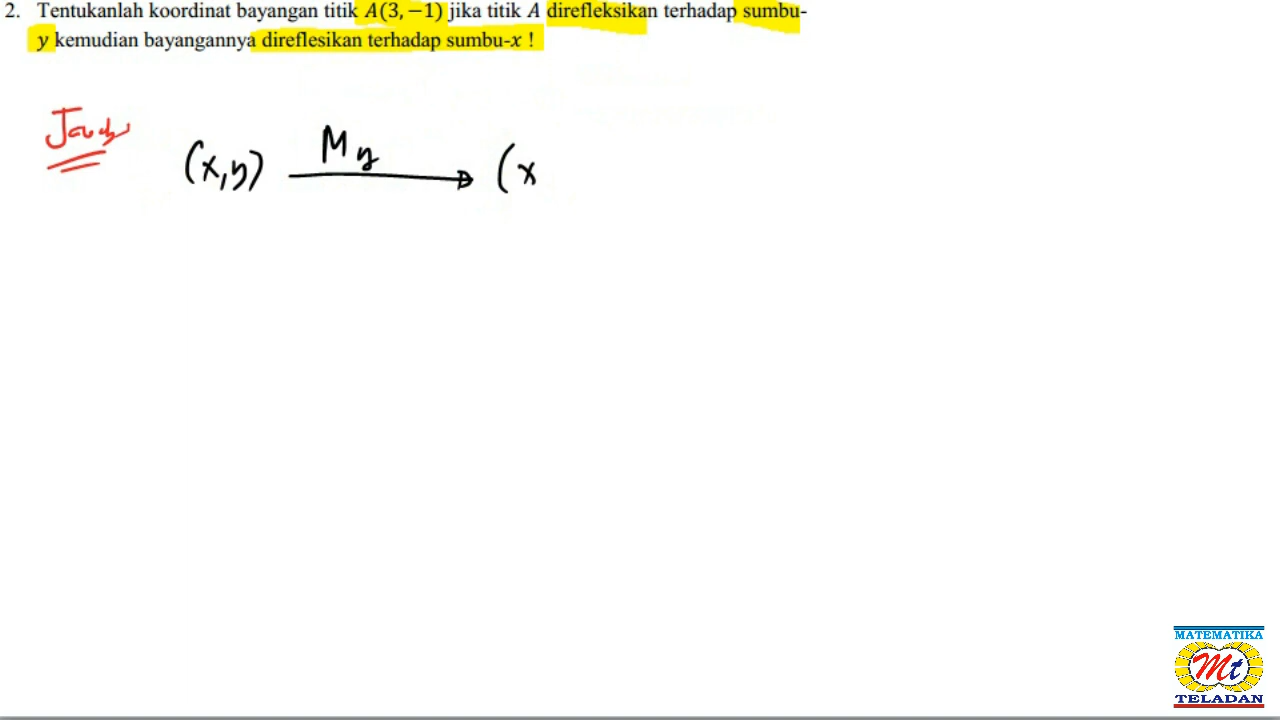 2. Tentukanlah koordinat bayangan titik A(3, −1) jika titik A direfleksikan terhadap sumbu-
y kemudian bayangannya direflesikan terhadap sumbu-x !
Jawab
(x,y) My → (x
MATEMATIKA
Mt
TELADAN